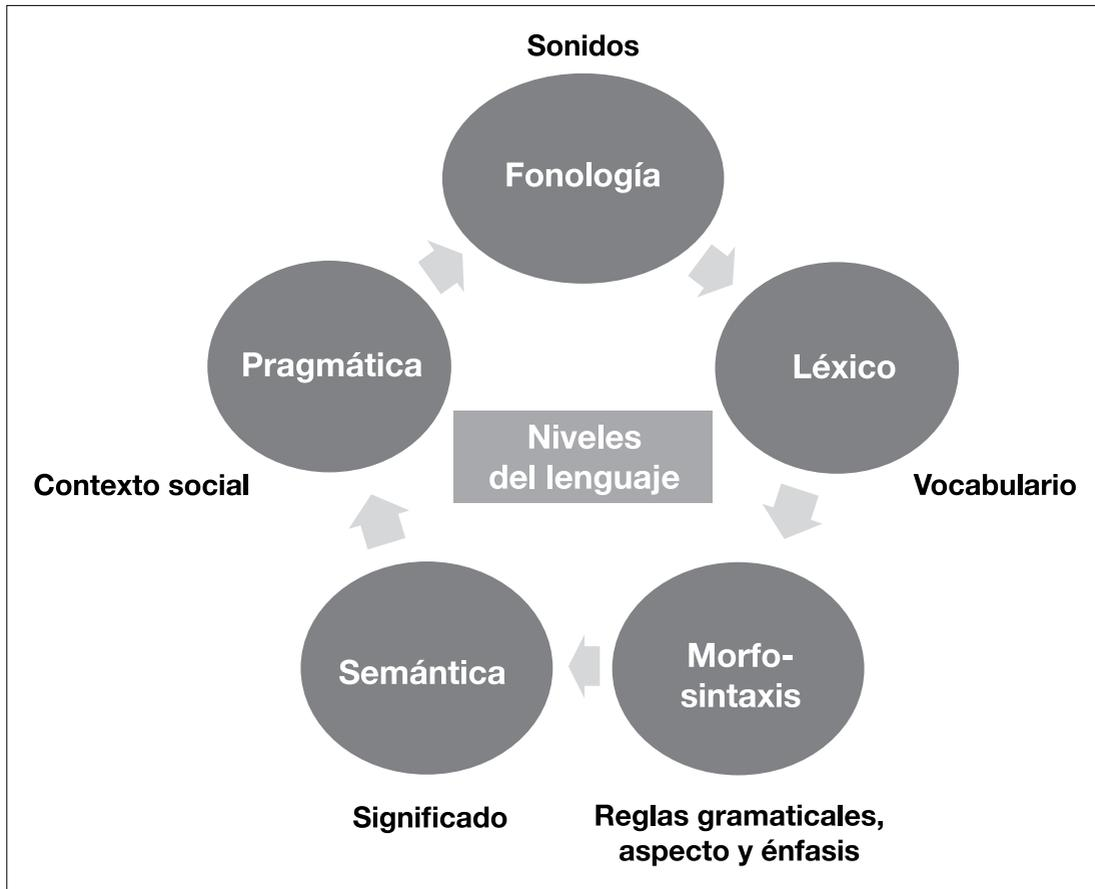 Sonidos
Fonología
Léxico
Vocabulario
Morfo-
sintaxis
Reglas gramaticales,
aspecto y énfasis
Semántica
Significado
Pragmática
Contexto social
Niveles
del lenguaje